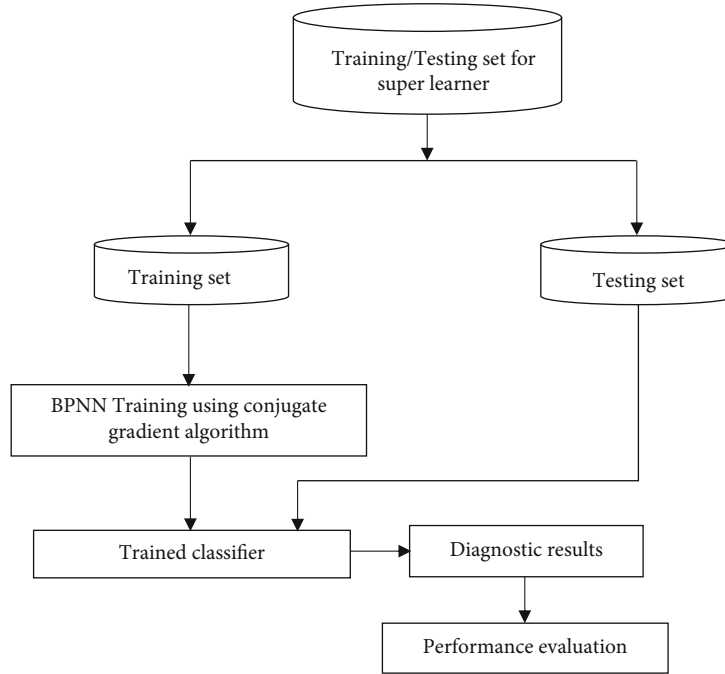 Training/Testing set for
super learner
Training set
Testing set
BPNN Training using conjugate
gradient algorithm
Trained classifier
Diagnostic results
Performance evaluation